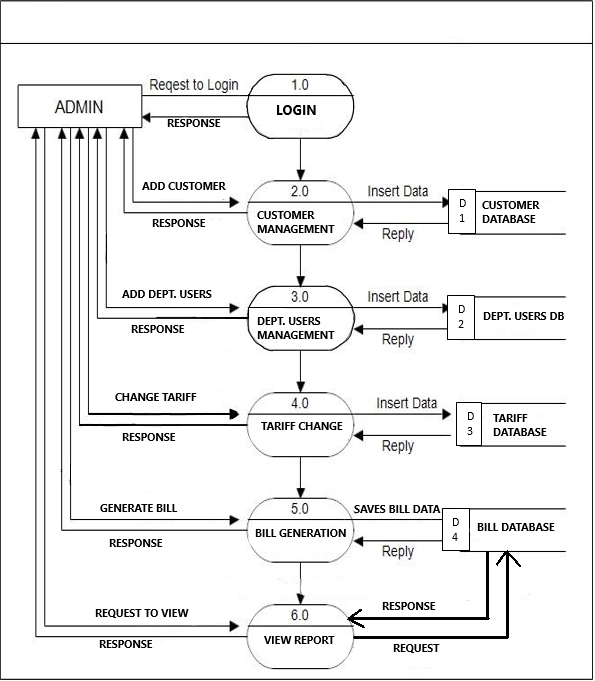 Reqest to Login
1.0
ADMIN
LOGIN
RESPONSE
ADD CUSTOMER
2.0
Insert Data
D
1
CUSTOMER
DATABASE
RESPONSE
CUSTOMER
MANAGEMENT
Reply
ADD DEPT. USERS
3.0
Insert Data
D
2
DEPT. USERS DB
RESPONSE
DEPT. USERS
MANAGEMENT
Reply
CHANGE TARIFF
4.0
Insert Data
D
3
TARIFF
DATABASE
RESPONSE
TARIFF CHANGE
Reply
GENERATE BILL
5.0
SAVES BILL DATA
D
4
BILL DATABASE
RESPONSE
BILL GENERATION
Reply
REQUEST TO VIEW
6.0
RESPONSE
RESPONSE
VIEW REPORT
REQUEST